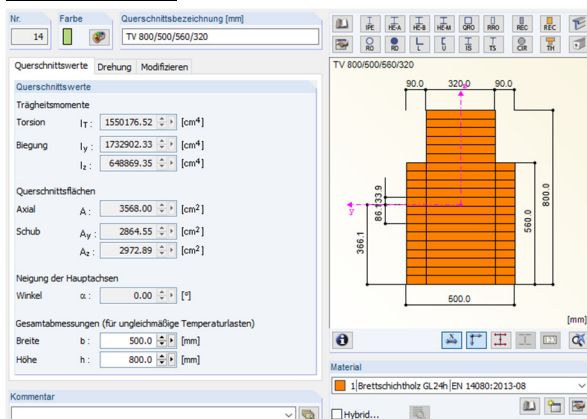 Nr.
Farbe
Querschnittsbezeichnung [mm]
14
TV 800/500/560/320
Querschnittswerte
Drehung
Modifizieren
Querschnittswerte
Trägheitsmomente
Torsion IT : 1550176.52 [cm4]
Biegung Iy : 1732902.33 [cm4]
Iz : 648869.35 [cm4]
Querschnittsflächen
Axial A : 3568.00 [cm2]
Schub Ay : 2864.55 [cm2]
Az : 2972.89 [cm2]
Neigung der Hauptachsen
Winkel α : 0.00 [°]
Gesamtabmessungen (für ungleichmäßige Temperaturlasten)
Breite b : 500.0 [mm]
Höhe h : 800.0 [mm]
Kommentar
IPE HE-A HE-B HE-M QRO RRO REC REC
RD RD L U IS TS CIR TH
TV 800/500/560/320
90.0 320.0 90.0
y
86.1 33.9
366.1
560.0
800.0
500.0
[mm]
Material
1 Brettschichtholz GL24h EN 14080:2013-08
Hybrid...